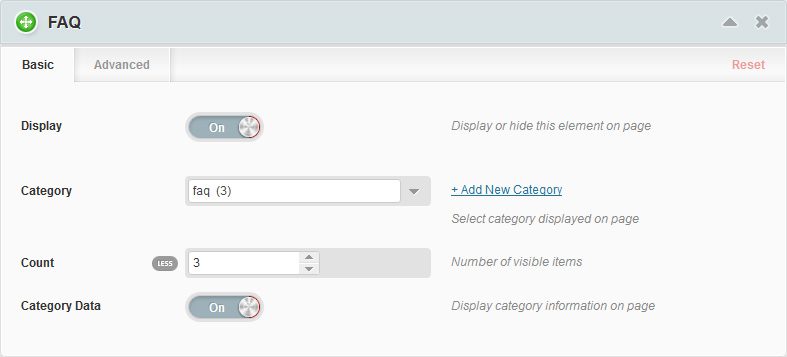 FAQ
Basic Advanced Reset
Display On Display or hide this element on page
Category faq (3) + Add New Category
Select category displayed on page
Count LESS 3 Number of visible items
Category Data On Display category information on page